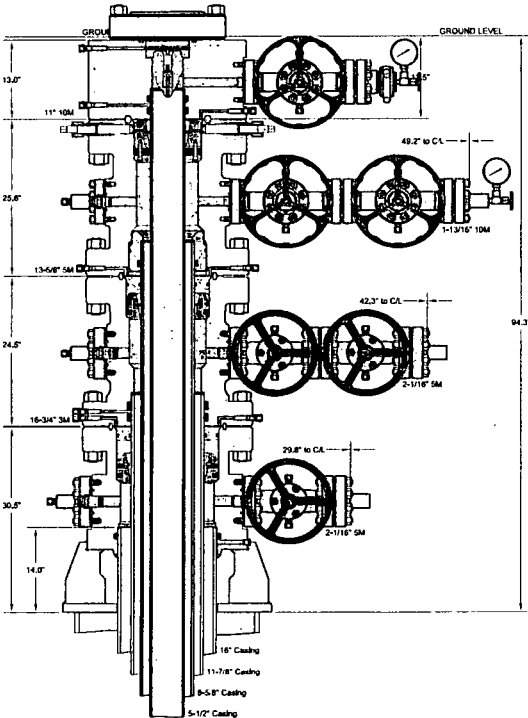 GROU
GROUND LEVEL
13.0"
11" 10M
49.2" to C/L
25.6"
1-13/16" 10M
13-5/8" 5M
42.3" to C/L
24.5"
94.3"
2-1/16" 5M
16-3/4" 3M
29.8" to C/L
30.5"
2-1/16" 5M
14.0"
16" Casing
11-7/8" Casing
8-5/8" Casing
5-1/2" Casing